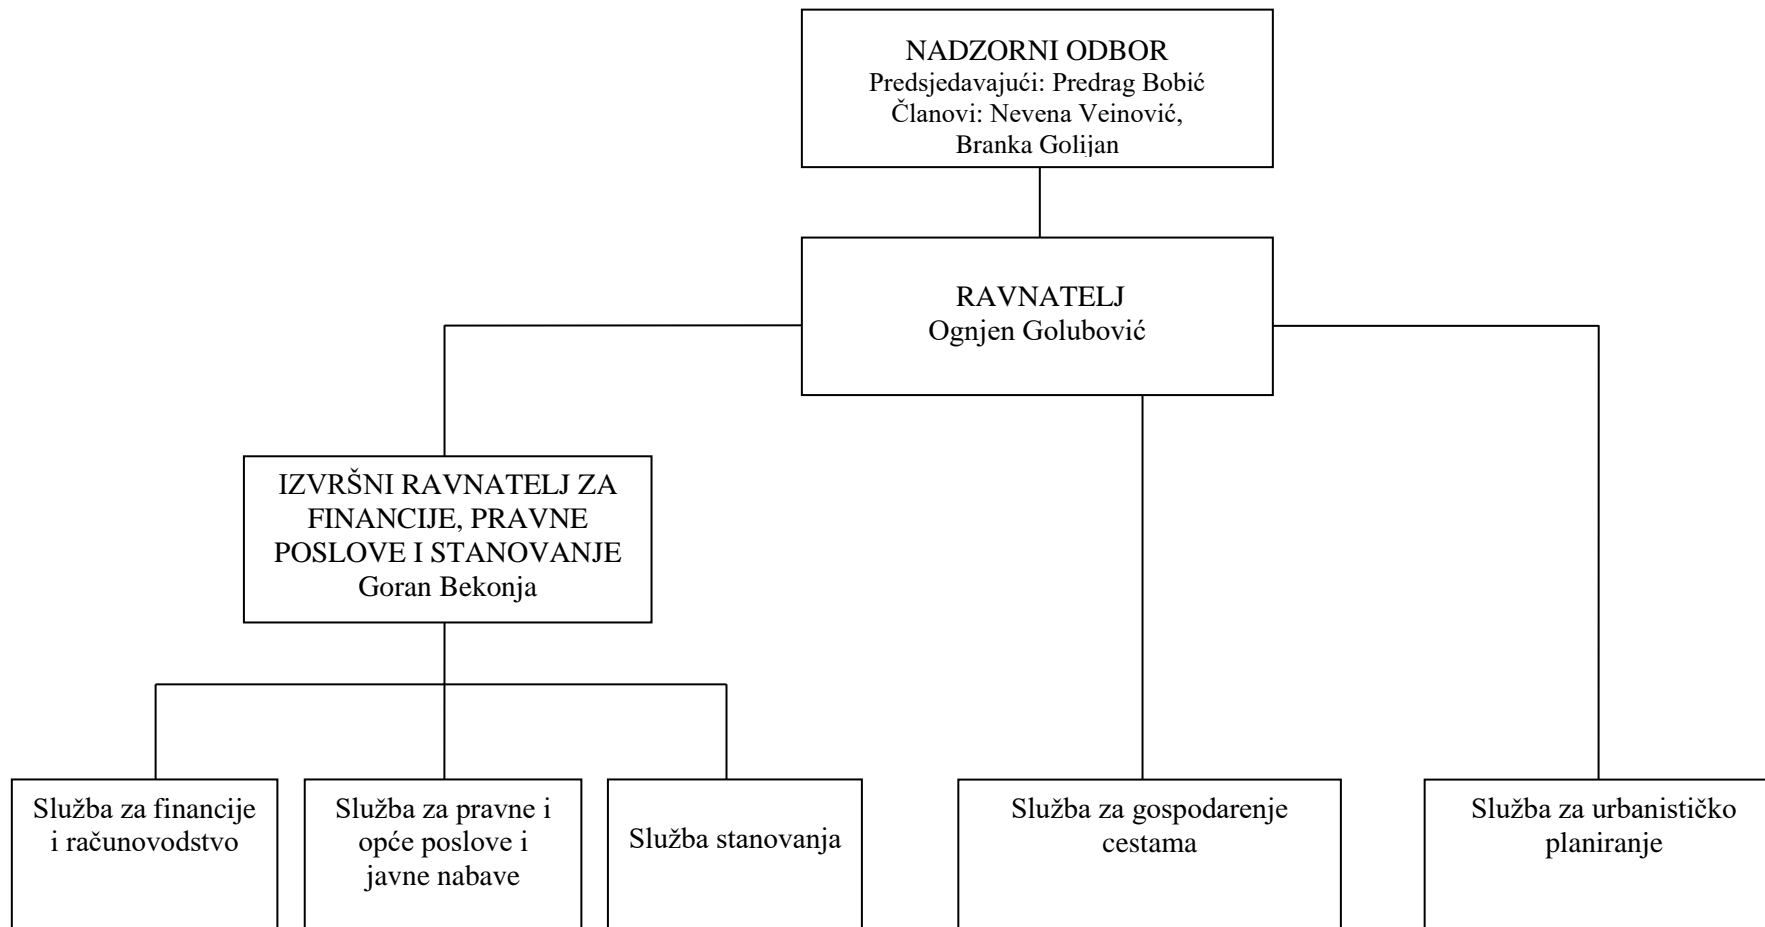 NADZORNI ODBOR
Predsjedavajući: Predrag Bobić
Članovi: Nevena Veinović,
Branka Golijan
RAVNATELJ
Ognjen Golubović
IZVRŠNI RAVNATELJ ZA
FINANCIJE, PRAVNE
POSLOVE I STANOVANJE
Goran Bekonja
Služba za financije
i računovodstvo
Služba za pravne i
opće poslove i
javne nabave
Služba stanovanja
Služba za gospodarenje
cestama
Služba za urbanističko
planiranje